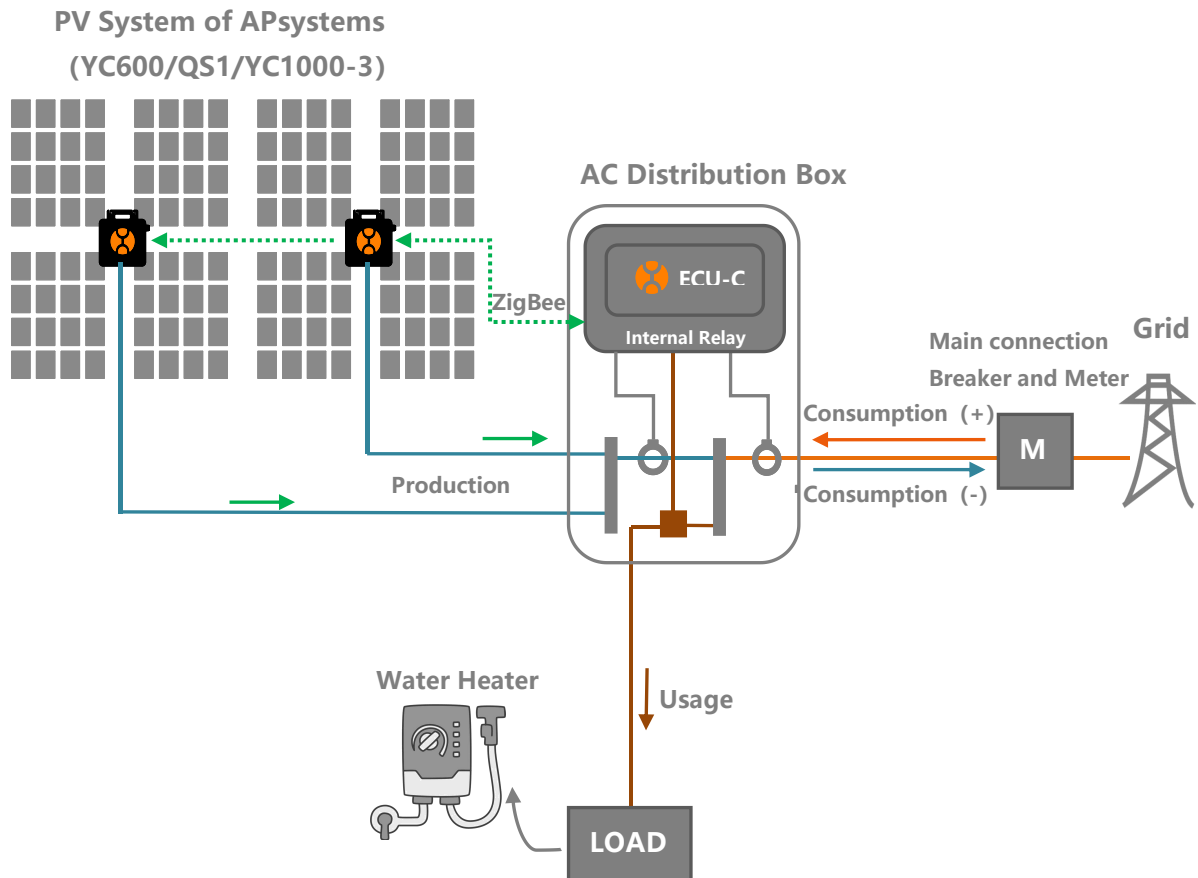 PV System of APsystems
(YC600/QS1/YC1000-3)
AC Distribution Box
ECU-C
ZigBee
Internal Relay
Grid
Main connection
Breaker and Meter
Consumption (+)
M
Production
Consumption (-)
Water Heater
Usage
LOAD